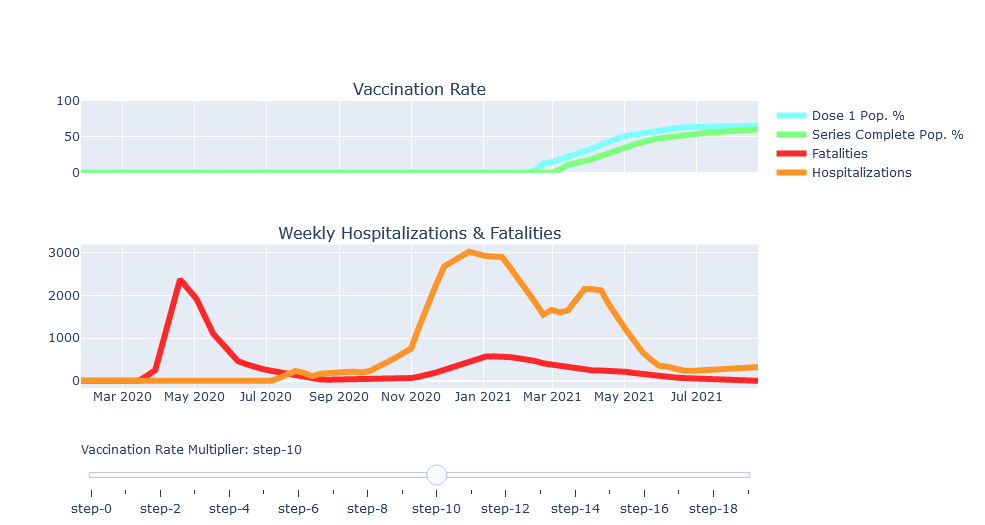 Vaccination Rate
100
50
0
Dose 1 Pop. %
Series Complete Pop. %
Fatalities
Hospitalizations
Weekly Hospitalizations & Fatalities
3000
2000
1000
0
Mar 2020 May 2020 Jul 2020 Sep 2020 Nov 2020 Jan 2021 Mar 2021 May 2021 Jul 2021
Vaccination Rate Multiplier: step-10
step-0 step-2 step-4 step-6 step-8 step-10 step-12 step-14 step-16 step-18